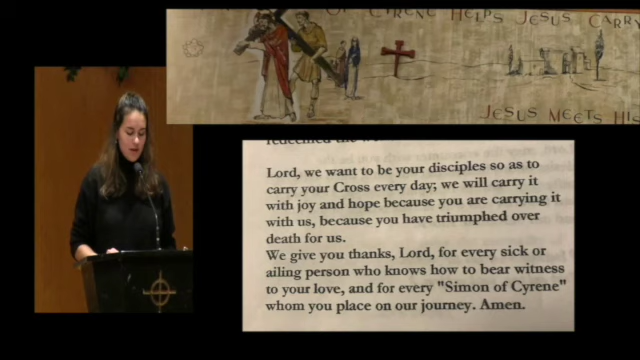 OF CYRENE HELPS JESUS CARRY
JESUS MEETS HIS
redeemed the
Lord, we want to be your disciples so as to
carry your Cross every day; we will carry it
with joy and hope because you are carrying it
with us, because you have triumphed over
death for us.
We give you thanks, Lord, for every sick or
ailing person who knows how to bear witness
to your love, and for every "Simon of Cyrene"
whom you place on our journey. Amen.